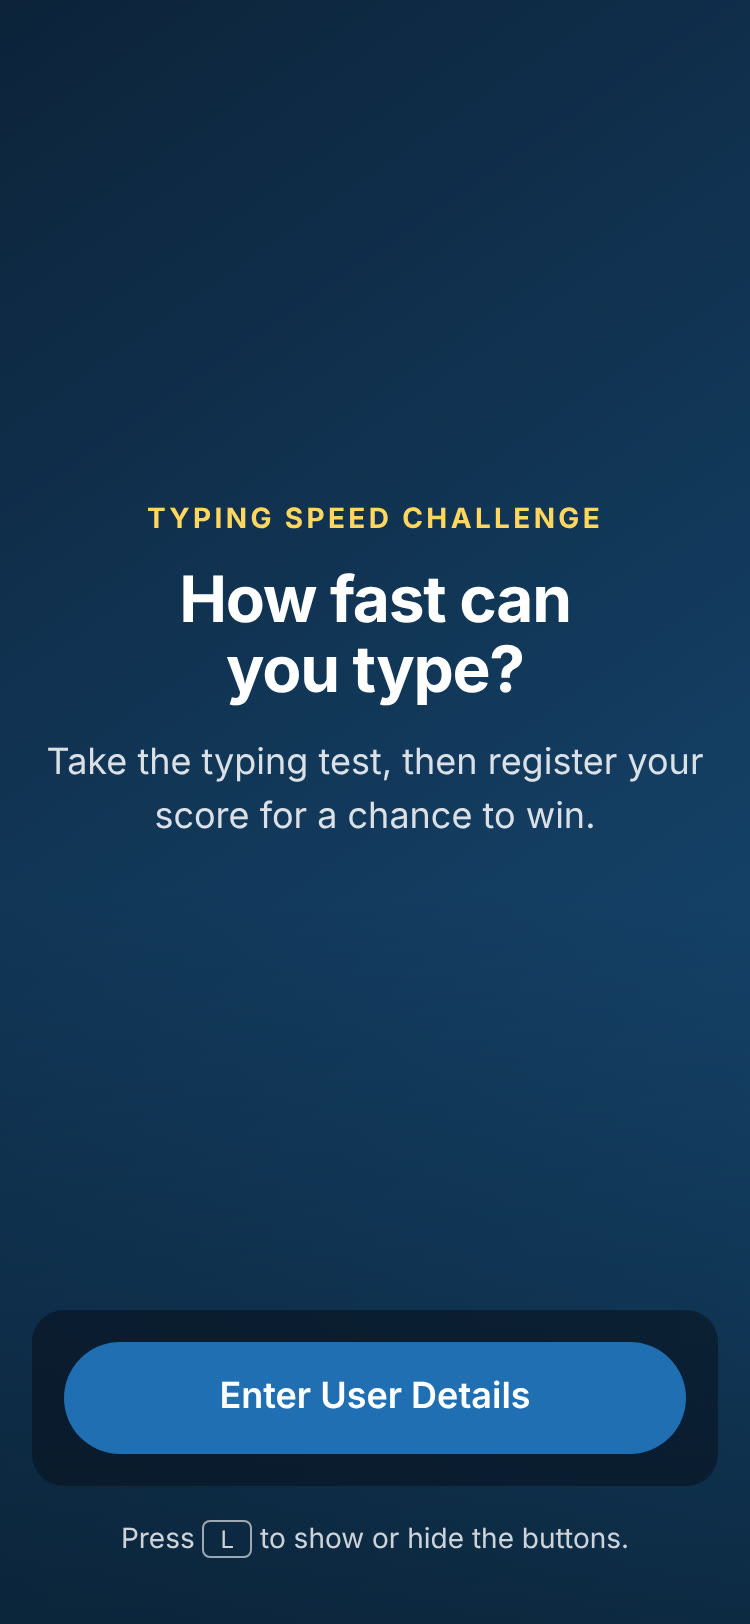 TYPING SPEED CHALLENGE
How fast can
you type?
Take the typing test, then register your
score for a chance to win.
Enter User Details
Press L to show or hide the buttons.